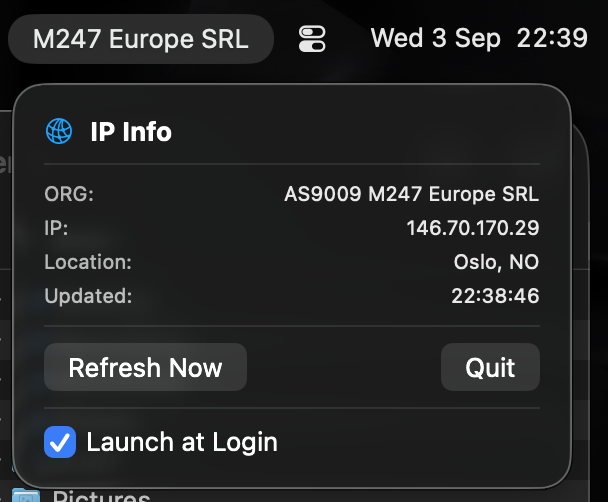 M247 Europe SRL Wed 3 Sep 22:39
IP Info
ORG: AS9009 M247 Europe SRL
IP: 146.70.170.29
Location: Oslo, NO
Updated: 22:38:46
Refresh Now Quit
Launch at Login
Pictures